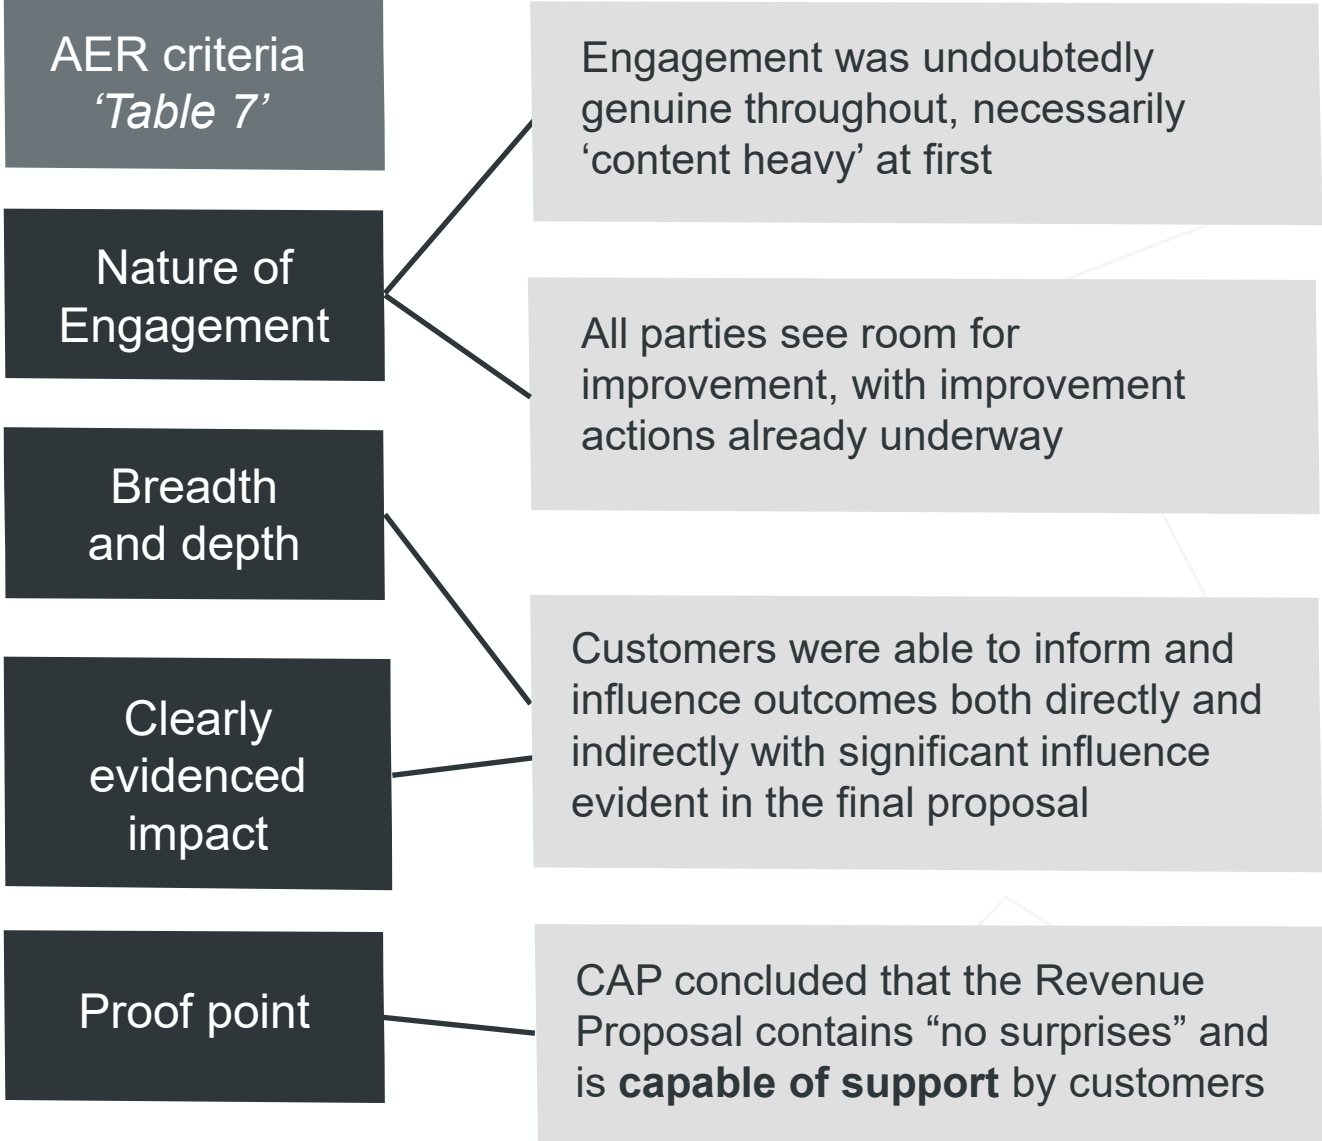 AER criteria
‘Table 7’
Engagement was undoubtedly
genuine throughout, necessarily
‘content heavy’ at first
Nature of
Engagement
All parties see room for
improvement, with improvement
actions already underway
Breadth
and depth
Clearly
evidenced
impact
Customers were able to inform and
influence outcomes both directly and
indirectly with significant influence
evident in the final proposal
Proof point
CAP concluded that the Revenue
Proposal contains “no surprises” and
is capable of support by customers